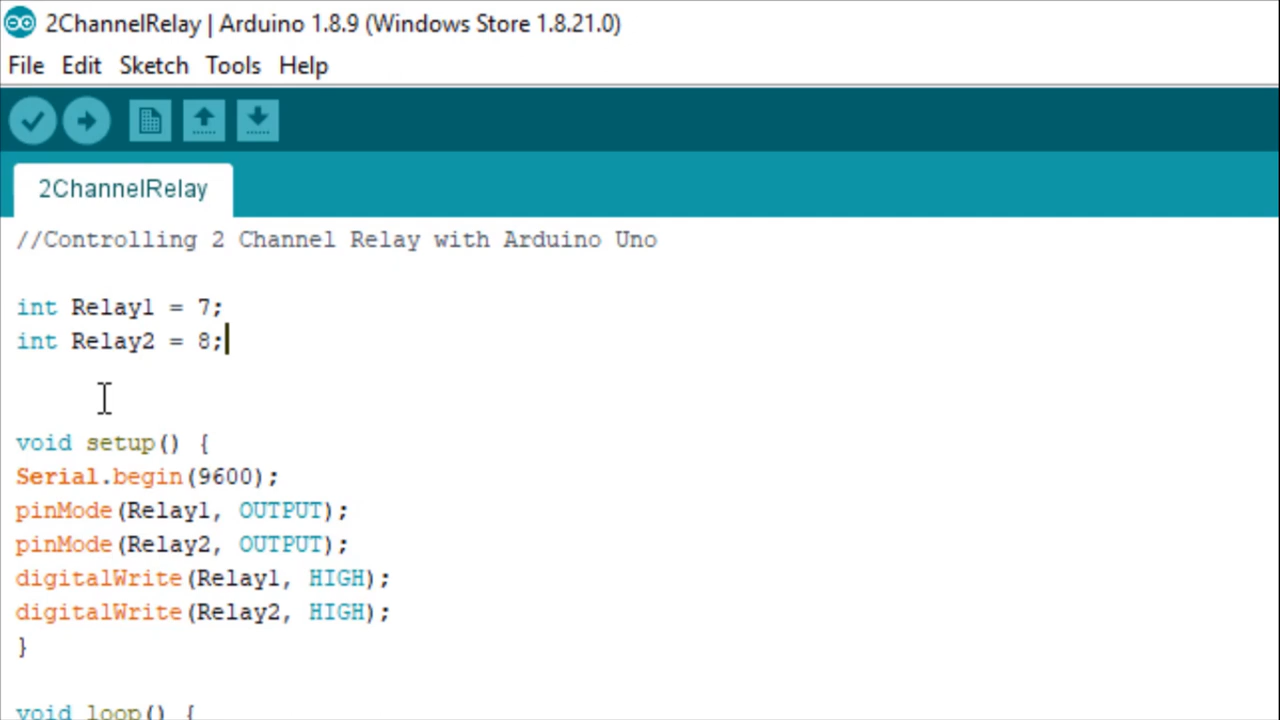 2ChannelRelay | Arduino 1.8.9 (Windows Store 1.8.21.0)
File Edit Sketch Tools Help
2ChannelRelay
//Controlling 2 Channel Relay with Arduino Uno
int Relay1 = 7;
int Relay2 = 8;
void setup() {
Serial.begin(9600);
pinMode(Relay1, OUTPUT);
pinMode(Relay2, OUTPUT);
digitalWrite(Relay1, HIGH);
digitalWrite(Relay2, HIGH);
}
void loop() {